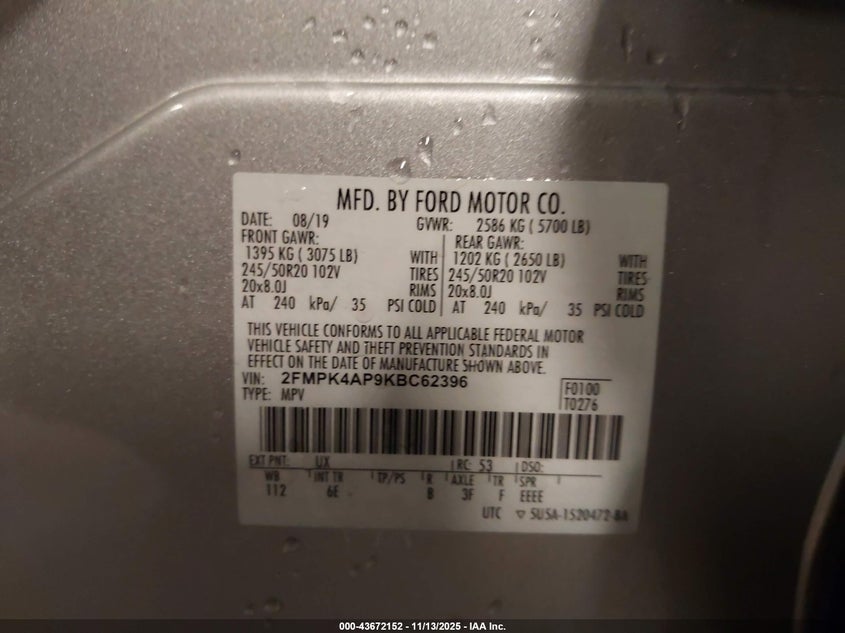 MFD. BY FORD MOTOR CO.
DATE: 08/19 GVWR: 2586 KG ( 5700 LB)
FRONT GAWR: REAR GAWR:
1395 KG ( 3075 LB) WITH 1202 KG ( 2650 LB) WITH
245/50R20 102V TIRES 245/50R20 102V TIRES
20x8.0J RIMS 20x8.0J RIMS
AT 240 kPa/ 35 PSI COLD AT 240 kPa/ 35 PSI COLD
THIS VEHICLE CONFORMS TO ALL APPLICABLE FEDERAL MOTOR
VEHICLE SAFETY AND THEFT PREVENTION STANDARDS IN
EFFECT ON THE DATE OF MANUFACTURE SHOWN ABOVE.
VIN: 2FMPK4AP9KBC62396 F0100
TYPE: MPV T0276
EXT PNT: UX RC: 53 DSO:
WB INT TR TP/PS R AXLE TR SPR
112 6E B 3F F EEEE
UTC ▽ 5U5A-1520472-BA
000-43672152 - 11/13/2025 - IAA Inc.